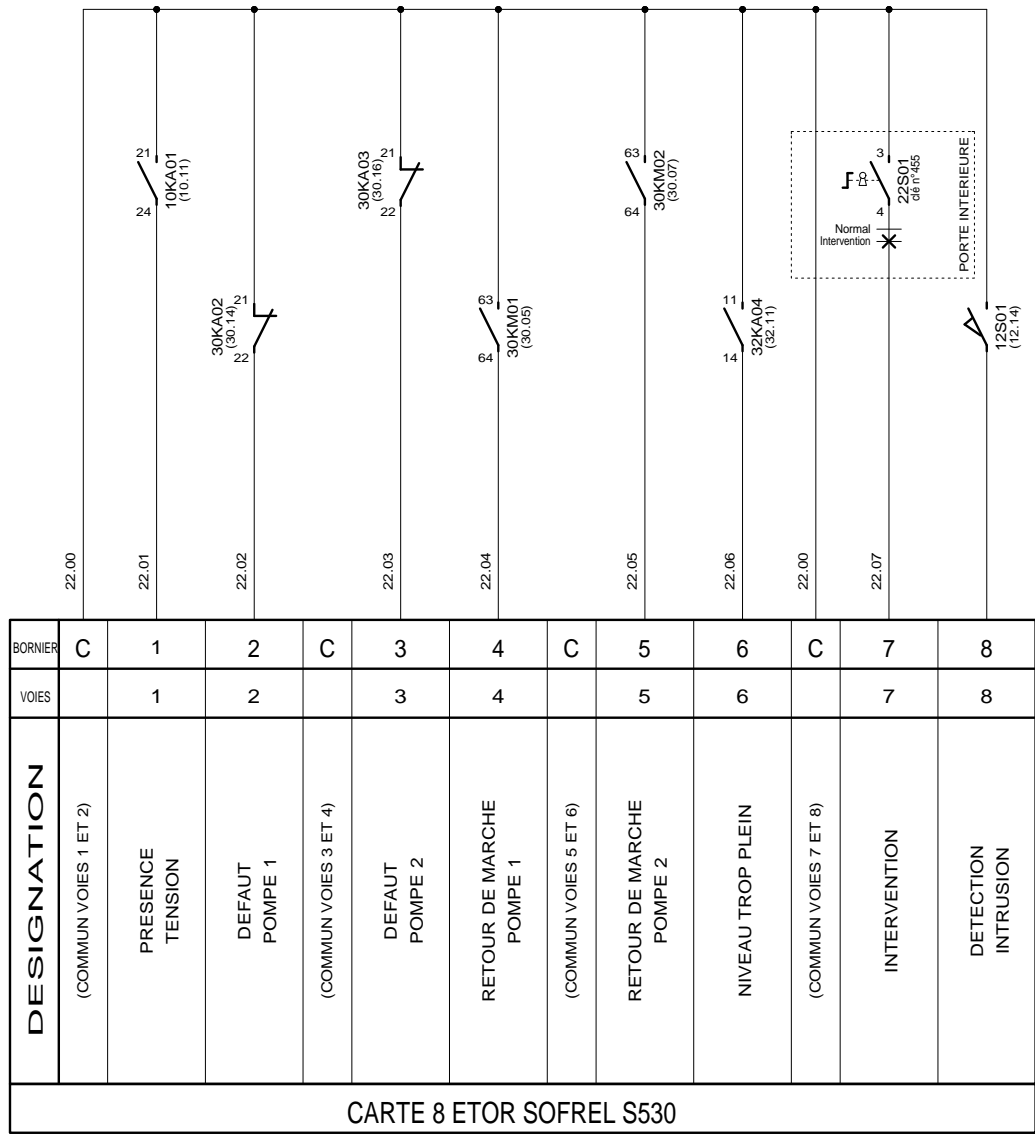 21
24
10KA01
(10.11)
30KA02
(30.14)
21
22
30KA03
(30.16)
21
22
63
64
30KM01
(30.05)
63
64
30KM02
(30.07)
11
14
32KA04
(32.11)
3
4
22S01
clé n°455
Normal
Intervention
PORTE INTERIEURE
12S01
(12.14)
22.00
22.01
22.02
22.03
22.04
22.05
22.06
22.00
22.07
BORNIER C 1 2 C 3 4 C 5 6 C 7 8
VOIES 1 2 3 4 5 6 7 8
DESIGNATION
(COMMUN VOIES 1 ET 2)
PRESENCE
TENSION
DEFAUT
POMPE 1
(COMMUN VOIES 3 ET 4)
DEFAUT
POMPE 2
RETOUR DE MARCHE
POMPE 1
(COMMUN VOIES 5 ET 6)
RETOUR DE MARCHE
POMPE 2
NIVEAU TROP PLEIN
(COMMUN VOIES 7 ET 8)
INTERVENTION
DETECTION
INTRUSION
CARTE 8 ETOR SOFREL S530